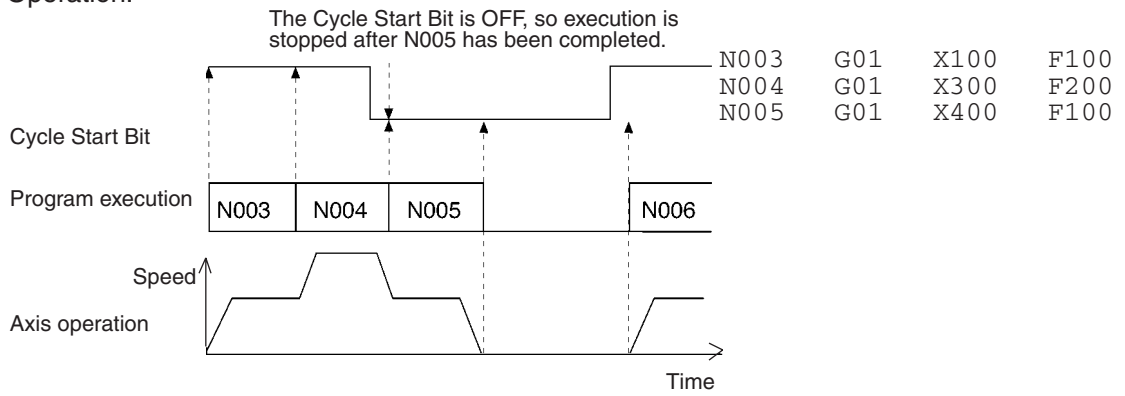 Operation:
The Cycle Start Bit is OFF, so execution is
stopped after N005 has been completed.
N003 G01 X100 F100
N004 G01 X300 F200
N005 G01 X400 F100
Cycle Start Bit
Program execution
N003 N004 N005 N006
Speed
Axis operation
Time